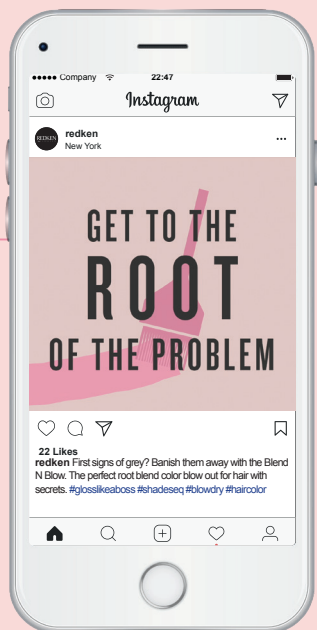 Company
22:47
Instagram
REDKEN
redken
New York
GET TO THE
ROOT
OF THE PROBLEM
22 Likes
redken First signs of grey? Banish them away with the Blend
N Blow. The perfect root blend color blow out for hair with
secrets. #glosslikeaboss #shadeseq #blowdry #haircolor